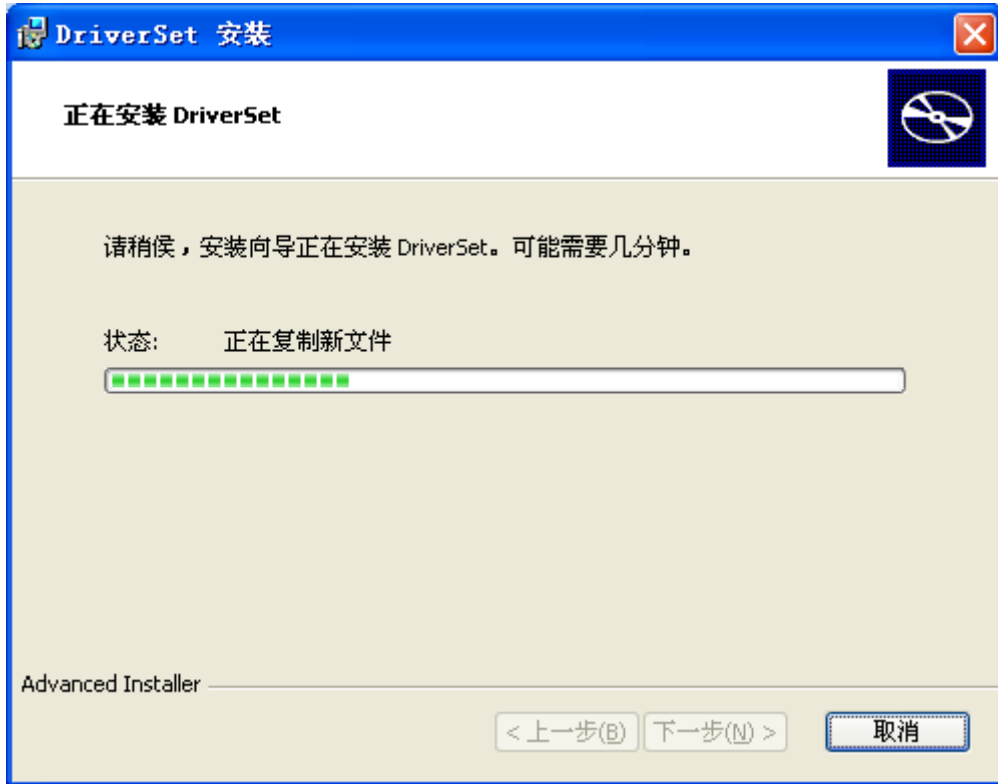 DriverSet 安装
正在安装 DriverSet
请稍侯，安装向导正在安装 DriverSet。可能需要几分钟。
状态: 正在复制新文件
Advanced Installer
< 上一步(B) 下一步(N) > 取消